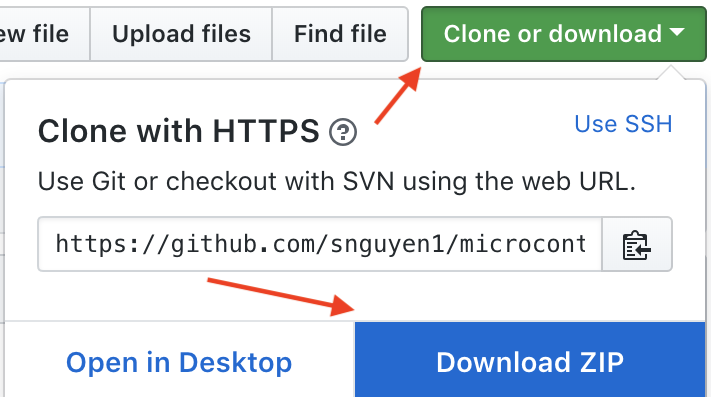 ew file Upload files Find file Clone or download
Clone with HTTPS ?
Use SSH
Use Git or checkout with SVN using the web URL.
https://github.com/snguyen1/microcont
Open in Desktop Download ZIP